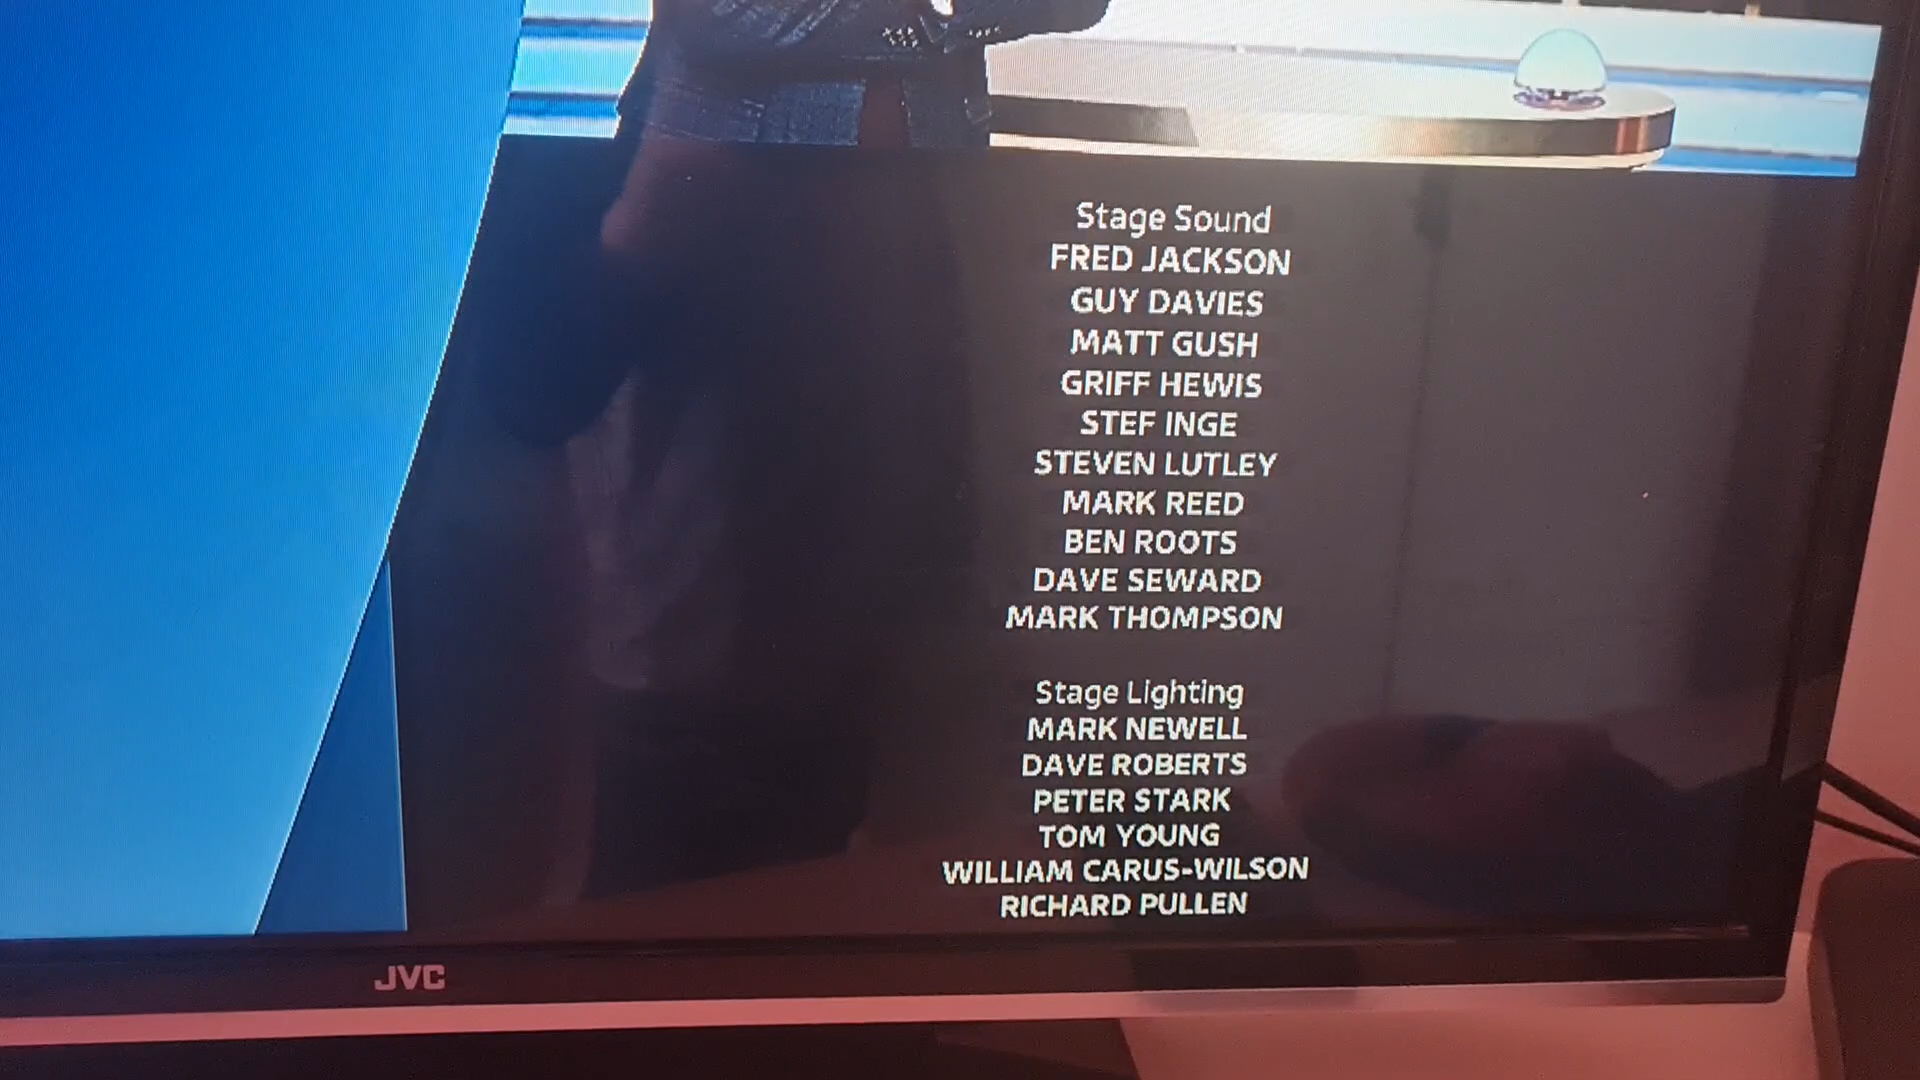 Stage Sound
FRED JACKSON
GUY DAVIES
MATT GUSH
GRIFF HEWIS
STEF INGE
STEVEN LUTLEY
MARK REED
BEN ROOTS
DAVE SEWARD
MARK THOMPSON
Stage Lighting
MARK NEWELL
DAVE ROBERTS
PETER STARK
TOM YOUNG
WILLIAM CARUS-WILSON
RICHARD PULLEN
JVC